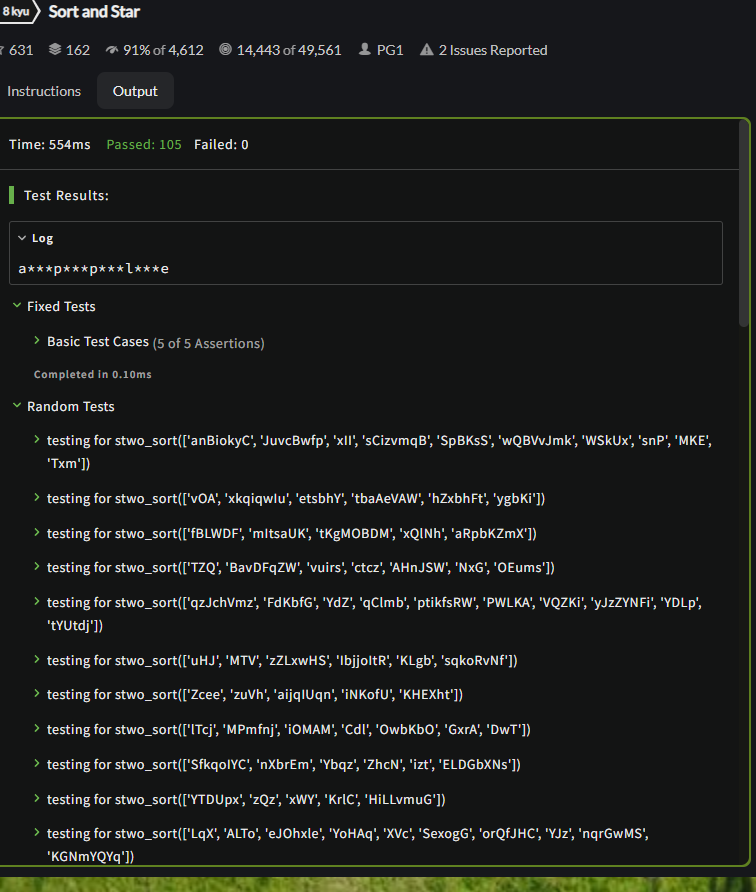 8 kyu Sort and Star
631 162 91% of 4,612 14,443 of 49,561 PG1 2 Issues Reported
Instructions Output
Time: 554ms Passed: 105 Failed: 0
Test Results:
Log
a***p***p***l***e
Fixed Tests
Basic Test Cases (5 of 5 Assertions)
Completed in 0.10ms
Random Tests
testing for stwo_sort(['anBiokyC', 'JuvcBwfp', 'xII', 'sCizvmqB', 'SpBKsS', 'wQBVvJmk', 'WSkUx', 'snP', 'MKE',
'Txm'])
testing for stwo_sort(['vOA', 'xkqiqwIu', 'etsbhY', 'tbaAeVAW', 'hZxbhFt', 'ygbKi'])
testing for stwo_sort(['fBLWDF', 'mItsaUK', 'tKgMOBDM', 'xQlNh', 'aRpbKZmX'])
testing for stwo_sort(['TZQ', 'BavDFqZW', 'vuirs', 'ctcz', 'AHnJSW', 'NxG', 'OEums'])
testing for stwo_sort(['qzJchVmz', 'FdKbfG', 'YdZ', 'qClmb', 'ptikfsRW', 'PWLKA', 'VQZKi', 'yJzZYNFi', 'YDLp',
'tYUtdj'])
testing for stwo_sort(['uHJ', 'MTV', 'zZLxwHS', 'IbjjoItR', 'KLgb', 'sqkoRvNf'])
testing for stwo_sort(['Zcee', 'zuVh', 'aijqIUqn', 'iNKofU', 'KHEXht'])
testing for stwo_sort(['lTcj', 'MPmfnj', 'iOMAM', 'Cdl', 'OwbKbO', 'GxrA', 'DwT'])
testing for stwo_sort(['SfkqoIYC', 'nXbrEm', 'Ybqz', 'ZhcN', 'izt', 'ELDGbXNs'])
testing for stwo_sort(['YTDUpx', 'zQz', 'xWY', 'KrlC', 'HiLLvmuG'])
testing for stwo_sort(['LqX', 'ALTo', 'eJOhxle', 'YoHAq', 'XVc', 'SexogG', 'orQfJHC', 'YJz', 'nqrGwMS',
'KGNmYQYq'])